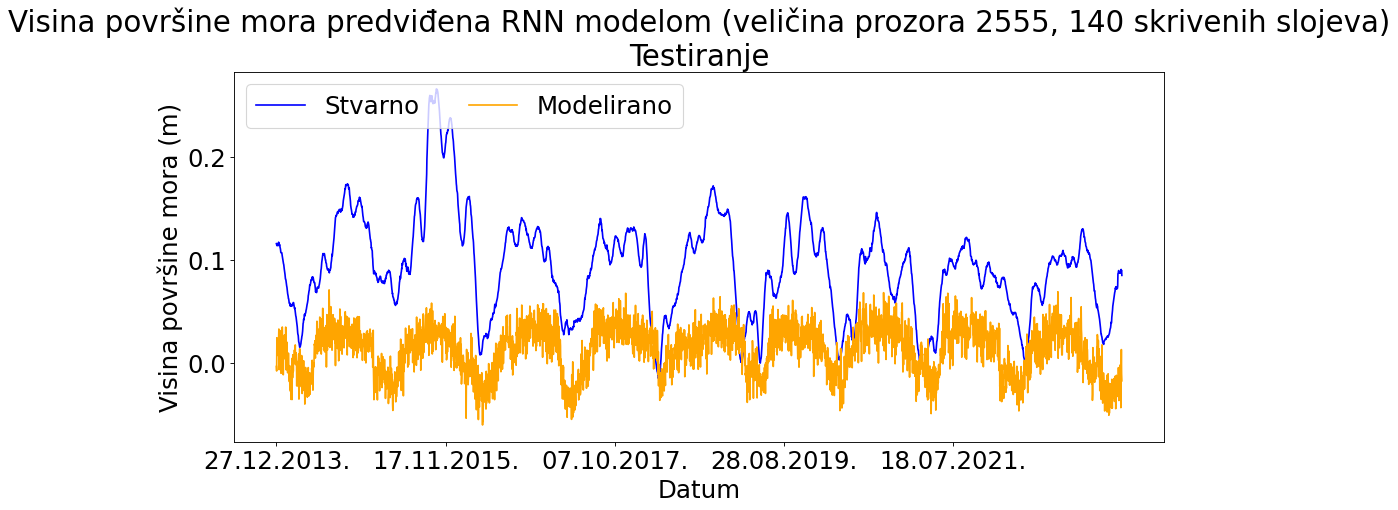 Visina površine mora predviđena RNN modelom (veličina prozora 2555, 140 skrivenih slojeva)
Testiranje
Stvarno Modelirano
Visina površine mora (m)
0.2
0.1
0.0
27.12.2013. 17.11.2015. 07.10.2017. 28.08.2019. 18.07.2021.
Datum